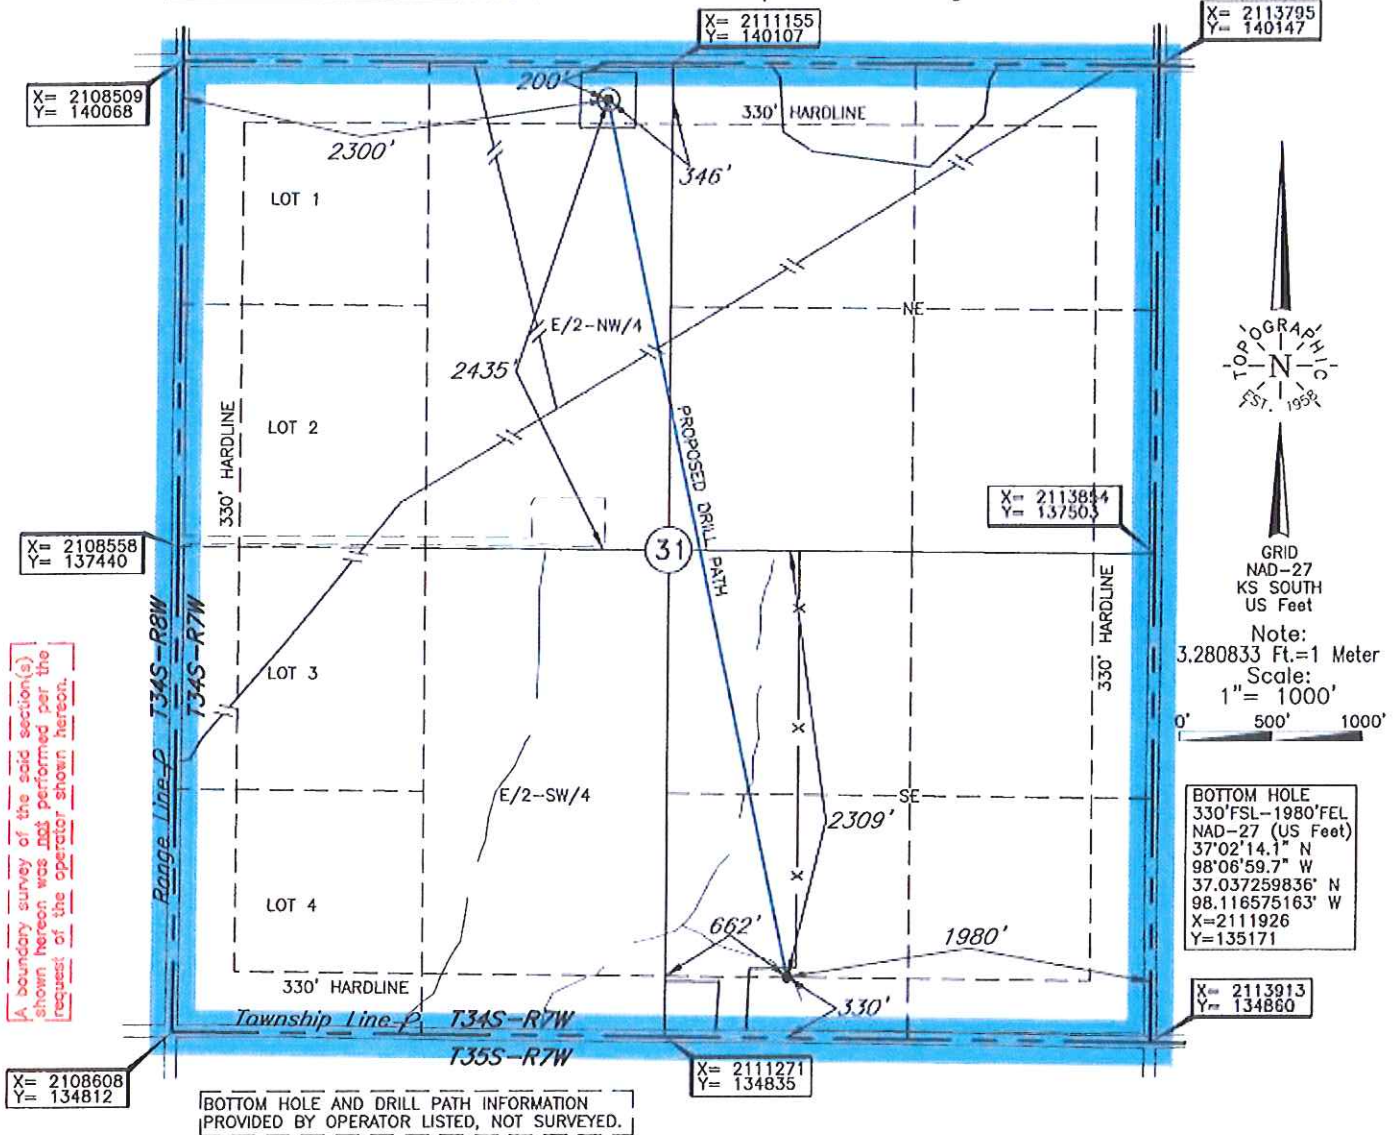 X= 2111155
Y= 140107
X= 2113795
Y= 140147
X= 2108509
Y= 140068
200'
2300'
346'
330' HARDLINE
LOT 1
NE
E/2-NW/4
2435'
LOT 2
330' HARDLINE
PROPOSED DRILL PATH
X= 2113854
Y= 137503
X= 2108558
Y= 137440
31
TOPOGRAPHIC
N
EST. 1958
GRID
NAD-27
KS SOUTH
US Feet
Note:
3.280833 Ft.=1 Meter
Scale:
1"= 1000'
0' 500' 1000'
330' HARDLINE
T34S-R8W
T34S-R7W
Range Line-P
LOT 3
X
X
X
E/2-SW/4
SE
2309'
A boundary survey of the said section(s)
shown hereon was not performed per the
request of the operator shown hereon.
BOTTOM HOLE
330'FSL-1980'FEL
NAD-27 (US Feet)
37°02'14.1" N
98°06'59.7" W
37.037259836° N
98.116575163° W
X=2111926
Y=135171
LOT 4
662'
1980'
330' HARDLINE
330'
Township Line-P T34S-R7W
T35S-R7W
X= 2113913
Y= 134860
X= 2108608
Y= 134812
X= 2111271
Y= 134835
BOTTOM HOLE AND DRILL PATH INFORMATION
PROVIDED BY OPERATOR LISTED, NOT SURVEYED.